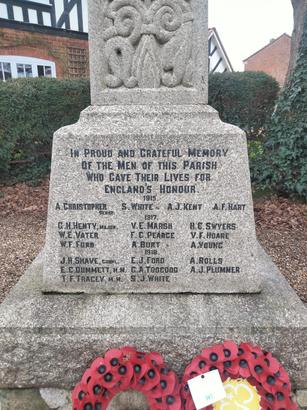 IN PROUD AND GRATEFUL MEMORY
OF THE MEN OF THIS PARISH
WHO GAVE THEIR LIVES FOR
ENGLAND'S HONOUR.
1915
A. CHRISTOPHER S. WHITE A. J. KENT A. F. HART
1917.
G. H. HENTY, MAJOR. V. E. MARSH H. C. SWYERS
W. E. VATER F. C. PEARCE V. F. HOARE
W. F. FORD A. BURT A. YOUNG
1918.
J. H. SHAVE, E. J. FORD A. ROLLS
E. C. DUMMETT, M.M. C. A. TOOGOOD A. J. PLUMMER
T. F. TRACEY, M.M. S. J. WHITE